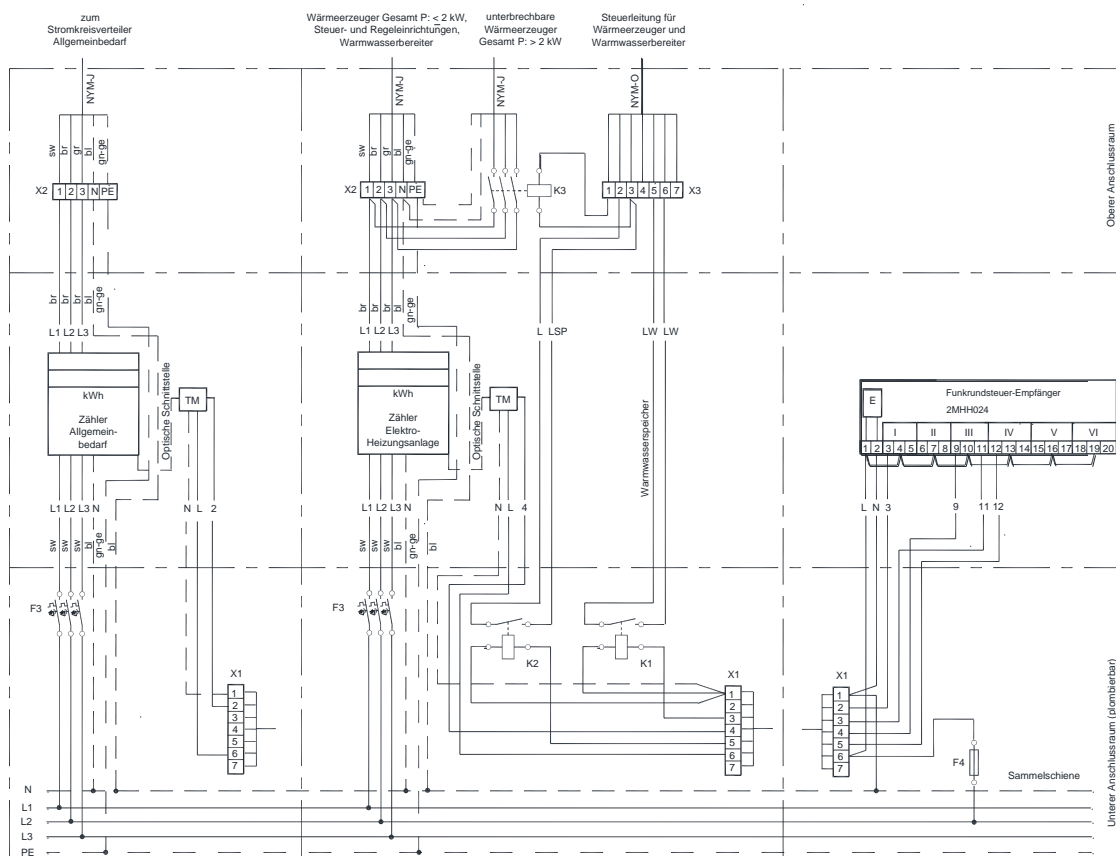 zum
Stromkreisverteiler
Allgemeinbedarf
Wärmeerzeuger Gesamt P: < 2 kW,
Steuer- und Regeleinrichtungen,
Warmwasserbereiter
unterbrechbare
Wärmeerzeuger
Gesamt P: > 2 kW
Steuerleitung für
Wärmeerzeuger und
Warmwasserbereiter
NYM-J
NYM-J
NYM-J
NYM-O
sw br gr bl gn-ge
sw br gr bl gn-ge
X2 1 2 3 N PE
X2 1 2 3 N PE
K3
1 2 3 4 5 6 7 X3
Oberer Anschlussraum
br br gr bl gn-ge
br br gr bl gn-ge
L1 L2 L3
L1 L2 L3
L LSP
LW LW
kWh
Zähler
Allgemein-
bedarf
Optische Schnittstelle
TM
kWh
Zähler
Elektro-
Heizungsanlage
Optische Schnittstelle
TM
Warmwasserspeicher
E
Funkrundsteuer-Empfänger
2MHH024
I II III IV V VI
1 2 3 4 5 6 7 8 9 10 11 12 13 14 15 16 17 18 19 20
L1 L2 L3 N
N L 2
L1 L2 L3 N
N L 4
L N 3
9
11 12
sw sw sw bl gn-ge bl
sw sw sw bl gn-ge bl
F3
F3
K2
K1
X1
1
2
3
4
5
6
7
X1
1
2
3
4
5
6
7
X1
1
2
3
4
5
6
7
F4
Sammelschiene
Unterer Anschlussraum (plombierbar)
N
L1
L2
L3
PE